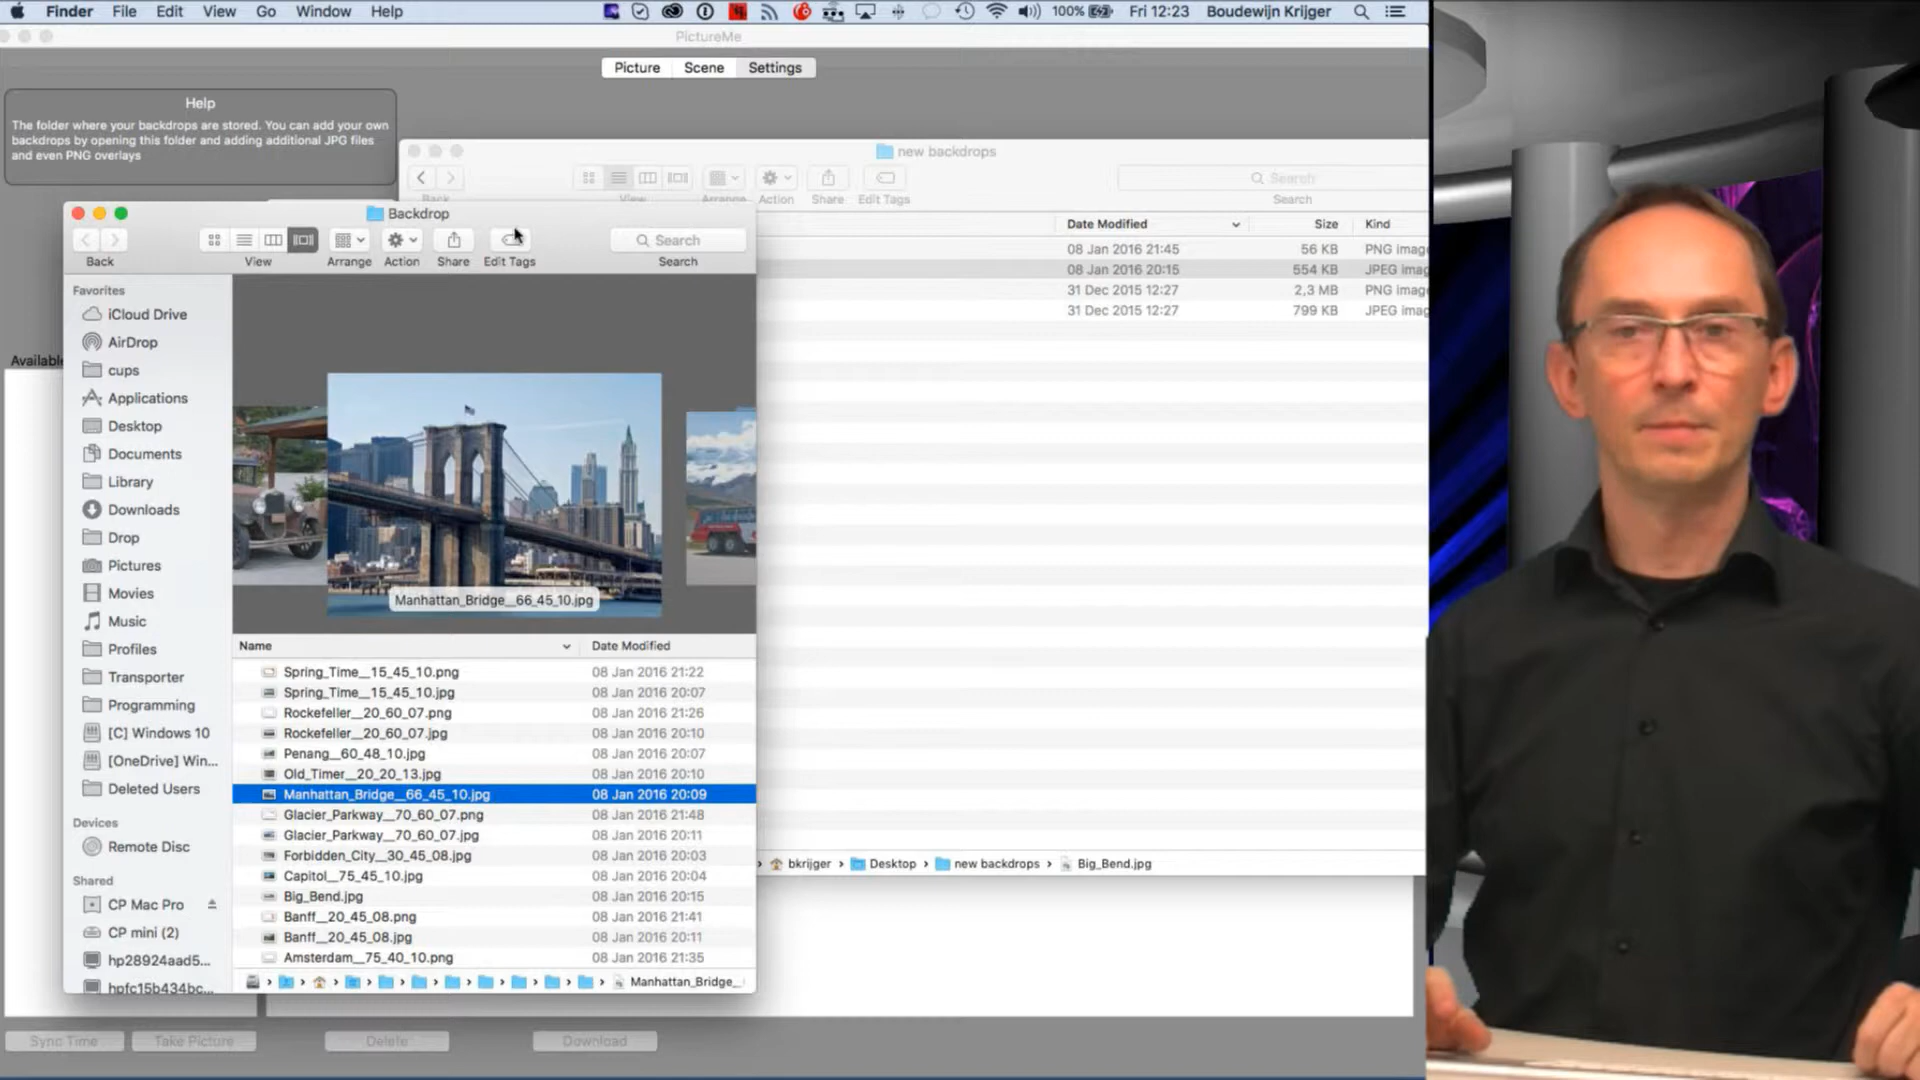 Finder File Edit View Go Window Help 100% Fri 12:23 Boudewijn Krijger
PictureMe
Picture Scene Settings
Help
The folder where your backdrops are stored. You can add your own
backdrops by opening this folder and adding additional JPG files
and even PNG overlays
new backdrops
Search
Back View Arrange Action Share Edit Tags Search
Date Modified Size Kind
08 Jan 2016 21:45 56 KB PNG imag
08 Jan 2016 20:15 554 KB JPEG imag
31 Dec 2015 12:27 2,3 MB PNG image
31 Dec 2015 12:27 799 KB JPEG imag
bkrijger Desktop new backdrops Big_Bend.jpg
Available
Backdrop
Search
Back View Arrange Action Share Edit Tags Search
Favorites
iCloud Drive
AirDrop
cups
Applications
Desktop
Documents
Library
Downloads
Drop
Pictures
Movies
Music
Profiles
Transporter
Programming
[C] Windows 10
[OneDrive] Win...
Deleted Users
Devices
Remote Disc
Shared
CP Mac Pro
CP mini (2)
hp28924aad5...
hpfc15b434bc...
Manhattan_Bridge__66_45_10.jpg
Name Date Modified
Spring_Time__15_45_10.png 08 Jan 2016 21:22
Spring_Time__15_45_10.jpg 08 Jan 2016 20:07
Rockefeller__20_60_07.png 08 Jan 2016 21:26
Rockefeller__20_60_07.jpg 08 Jan 2016 20:10
Penang__60_48_10.jpg 08 Jan 2016 20:07
Old_Timer__20_20_13.jpg 08 Jan 2016 20:10
Manhattan_Bridge__66_45_10.jpg 08 Jan 2016 20:09
Glacier_Parkway__70_60_07.png 08 Jan 2016 21:48
Glacier_Parkway__70_60_07.jpg 08 Jan 2016 20:11
Forbidden_City__30_45_08.jpg 08 Jan 2016 20:03
Capitol__75_45_10.jpg 08 Jan 2016 20:04
Big_Bend.jpg 08 Jan 2016 20:15
Banff__20_45_08.png 08 Jan 2016 21:41
Banff__20_45_08.jpg 08 Jan 2016 20:11
Amsterdam__75_40_10.png 08 Jan 2016 21:35
Manhattan_Bridge_
Sync Time Take Picture Delete Download